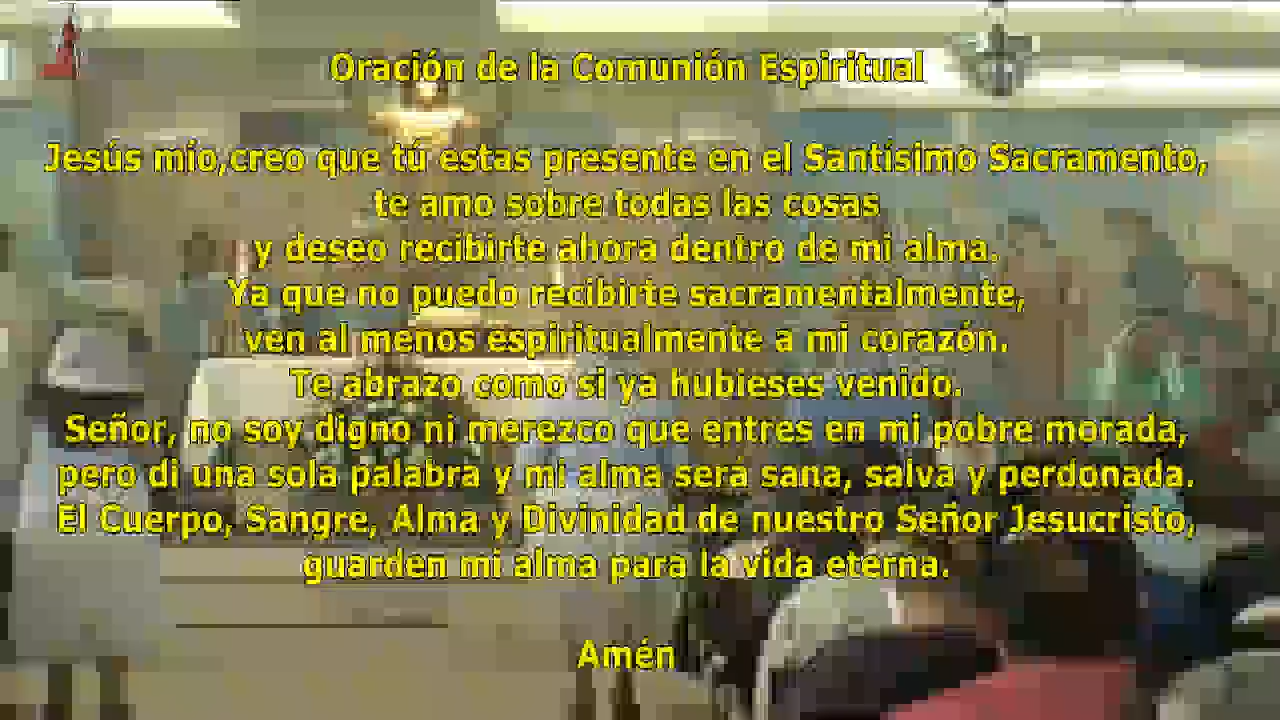 Oración de la Comunión Espiritual
Jesús mío,creo que tú estas presente en el Santísimo Sacramento,
te amo sobre todas las cosas
y deseo recibirte ahora dentro de mi alma.
Ya que no puedo recibirte sacramentalmente,
ven al menos espiritualmente a mi corazón.
Te abrazo como si ya hubieses venido.
Señor, no soy digno ni merezco que entres en mi pobre morada,
pero di una sola palabra y mi alma será sana, salva y perdonada.
El Cuerpo, Sangre, Alma y Divinidad de nuestro Señor Jesucristo,
guarden mi alma para la vida eterna.
Amén